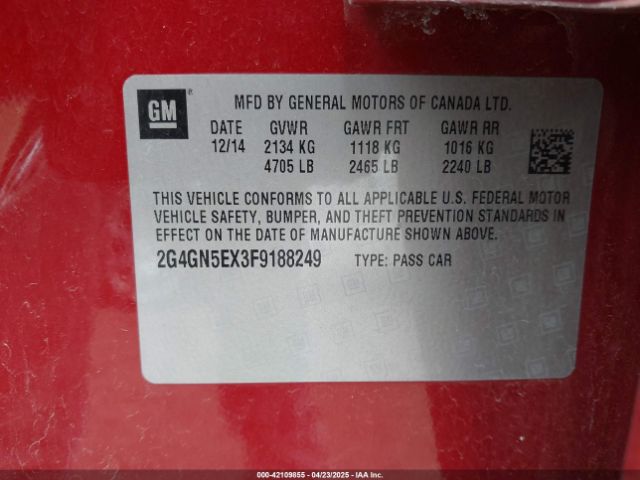 GM
MFD BY GENERAL MOTORS OF CANADA LTD.
DATE GVWR GAWR FRT GAWR RR
12/14 2134 KG 1118 KG 1016 KG
4705 LB 2465 LB 2240 LB
THIS VEHICLE CONFORMS TO ALL APPLICABLE U.S. FEDERAL MOTOR
VEHICLE SAFETY, BUMPER, AND THEFT PREVENTION STANDARDS IN
EFFECT ON THE DATE OF MANUFACTURE SHOWN ABOVE.
2G4GN5EX3F9188249 TYPE: PASS CAR
000-42109855 - 04/23/2025 - IAA Inc.